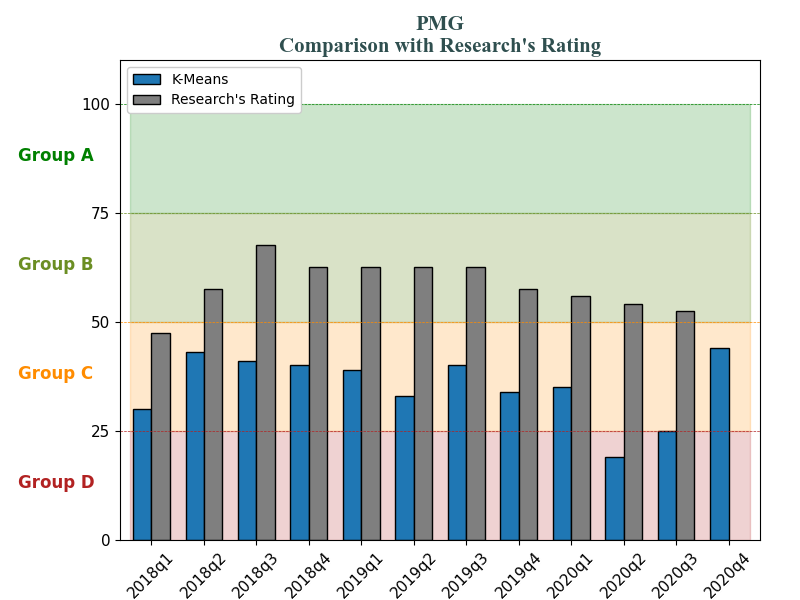 PMG
Comparison with Research's Rating
K-Means
Research's Rating
100
Group A
75
Group B
50
Group C
25
Group D
0
2018q1
2018q2
2018q3
2018q4
2019q1
2019q2
2019q3
2019q4
2020q1
2020q2
2020q3
2020q4